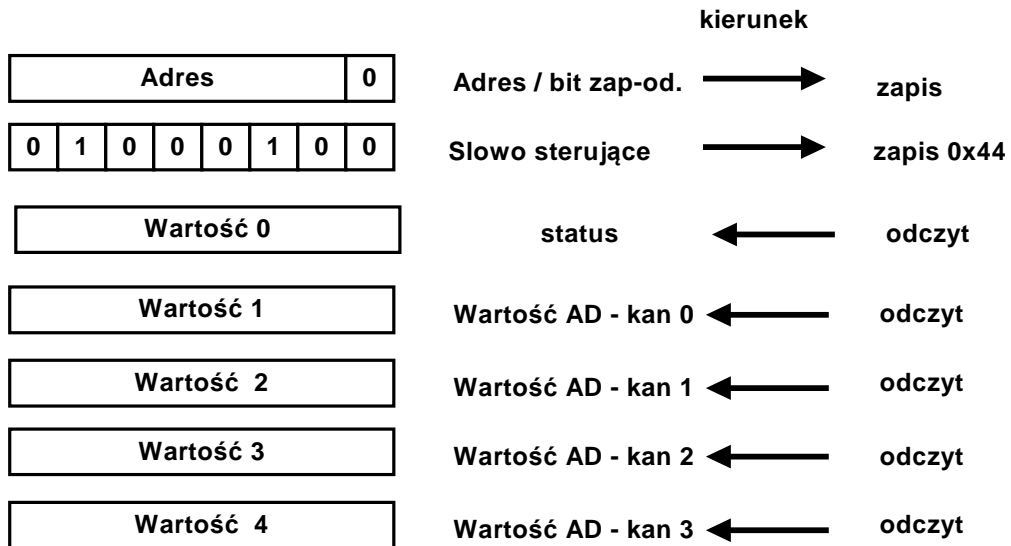 kierunek
Adres 0 Adres / bit zap-od. zapis
0 1 0 0 0 1 0 0 Slowo sterujące zapis 0x44
Wartość 0 status odczyt
Wartość 1 Wartość AD - kan 0 odczyt
Wartość 2 Wartość AD - kan 1 odczyt
Wartość 3 Wartość AD - kan 2 odczyt
Wartość 4 Wartość AD - kan 3 odczyt